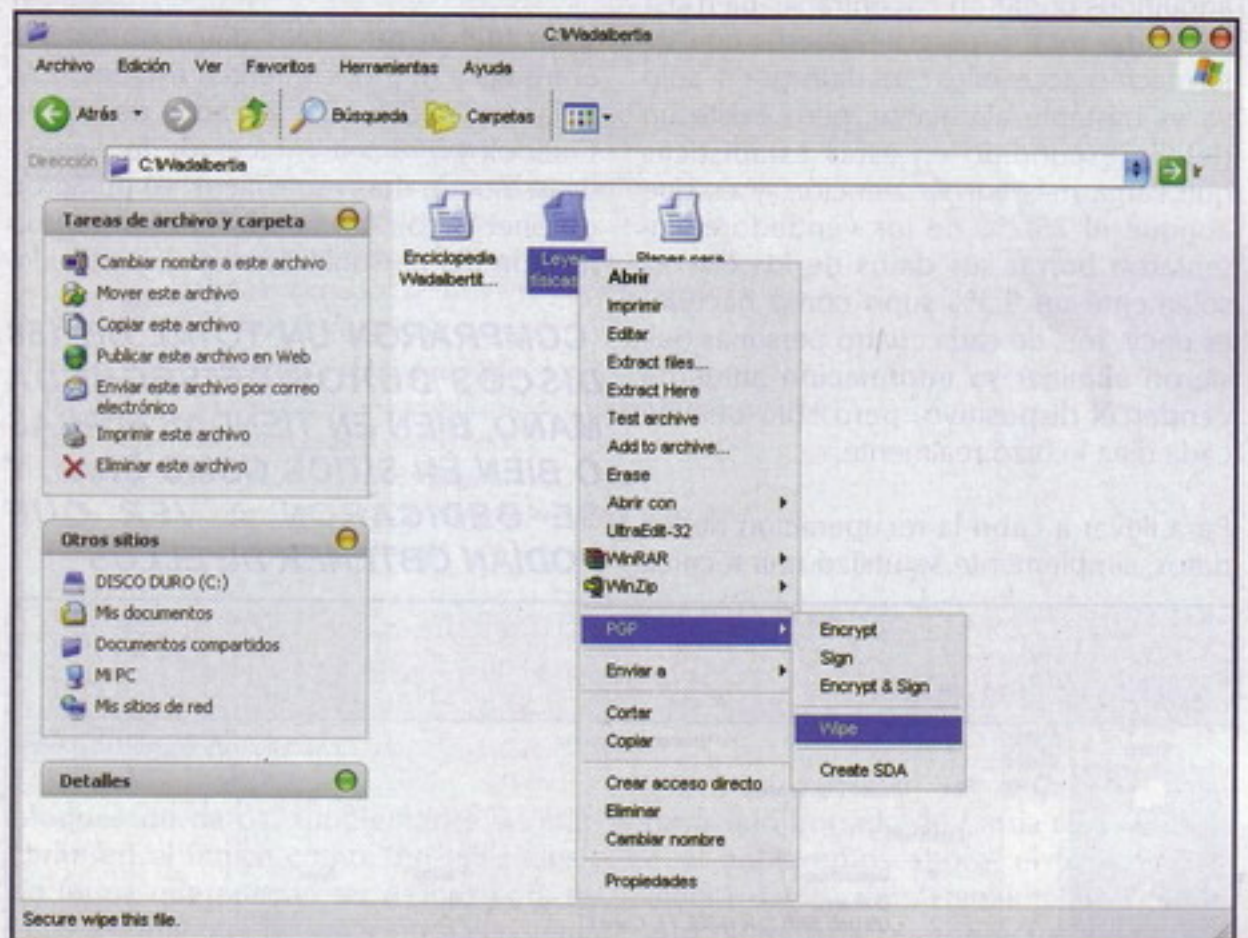 C:\Wadalbertia
Archivo Edición Ver Favoritos Herramientas Ayuda
Atrás Búsqueda Carpetas
Dirección C:\Wadalbertia Ir
Tareas de archivo y carpeta
Cambiar nombre a este archivo
Mover este archivo
Copiar este archivo
Publicar este archivo en Web
Enviar este archivo por correo
electrónico
Imprimir este archivo
Eliminar este archivo
Otros sitios
DISCO DURO (C:)
Mis documentos
Documentos compartidos
Mi PC
Mis sitios de red
Detalles
Enciclopedia
Wadalbertit...
Leyes
Planes para
Abrir
Imprimir
Editar
Extract files...
Extract Here
Test archive
Add to archive...
Erase
Abrir con
UltraEdit-32
WinRAR
WinZip
PGP
Enviar a
Cortar
Copiar
Crear acceso directo
Eliminar
Cambiar nombre
Propiedades
Encrypt
Sign
Encrypt & Sign
Wipe
Create SDA
Secure wipe this file.